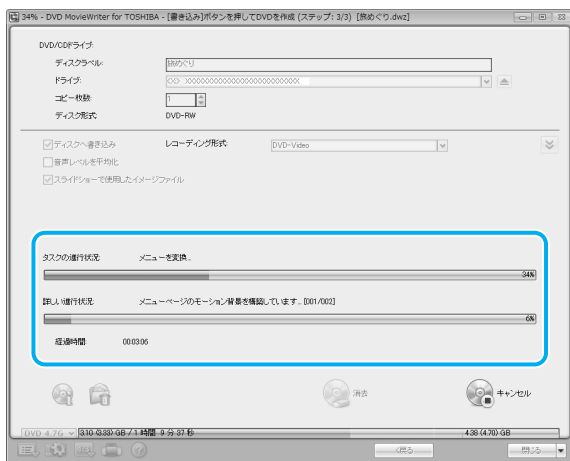 34% - DVD MovieWriter for TOSHIBA - [書き込み]ボタンを押してDVDを作成 (ステップ: 3/3) [旅めぐり.dwz]
DVD/CDドライブ:
ディスクラベル: 旅めぐり
ドライブ:
コピー枚数: 1
ディスク形式: DVD-RW
ディスクへ書き込み レコーディング形式: DVD-Video
音声レベルを平均化
スライドショーで使用したイメージファイル
タスクの進行状況: メニューを変換...
34%
詳しい進行状況: メニューページのモーション背景を構築しています... [001/002]
6%
経過時間: 00:03:06
消去 キャンセル
DVD 4.7G 3.10 (3.33) GB / 1 時間 9 分 37 秒 4.38 (4.70) GB
<戻る 閉じる